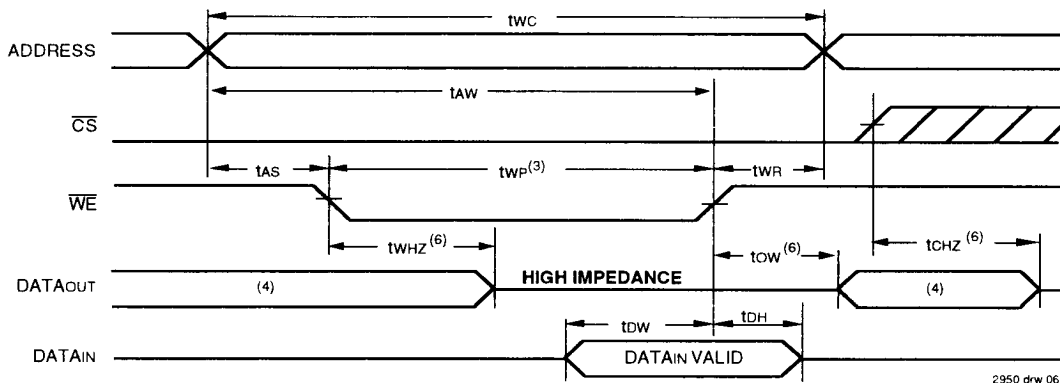 tWC
ADDRESS
tAW
CS
tAS
tWP(3)
tWR
WE
tWHZ(6)
tOW(6)
tCHZ(6)
DATAOUT
(4)
HIGH IMPEDANCE
(4)
tDW
tDH
DATAIN
DATAIN VALID
2950 drw 06